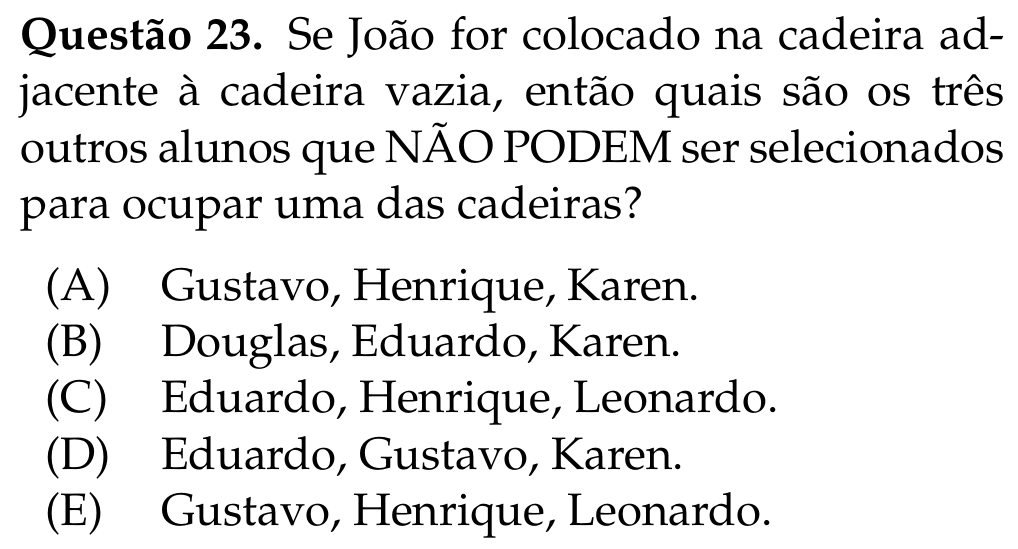 Questão 23. Se João for colocado na cadeira ad-
jacente à cadeira vazia, então quais são os três
outros alunos que NÃO PODEM ser selecionados
para ocupar uma das cadeiras?
(A) Gustavo, Henrique, Karen.
(B) Douglas, Eduardo, Karen.
(C) Eduardo, Henrique, Leonardo.
(D) Eduardo, Gustavo, Karen.
(E) Gustavo, Henrique, Leonardo.